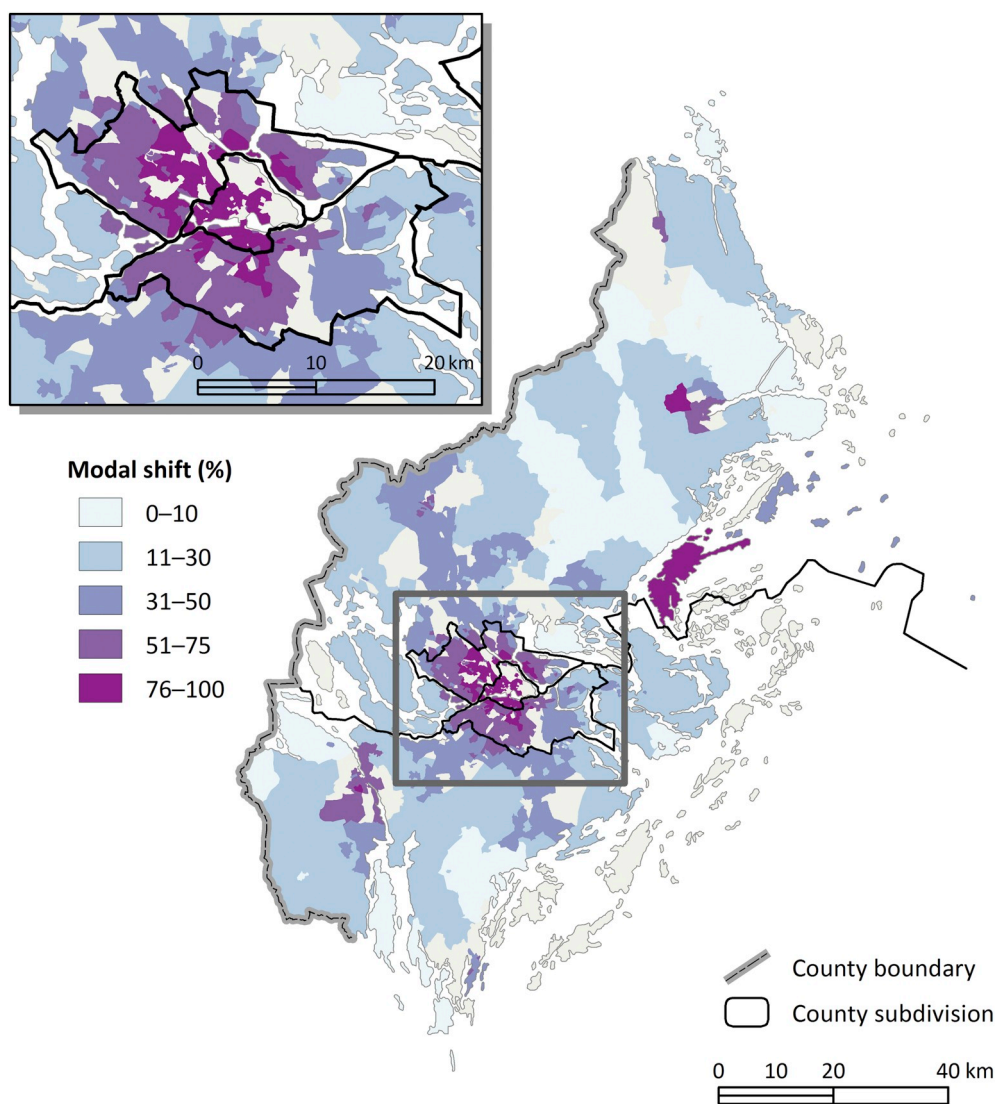 0 10 20 km
Modal shift (%)
0–10
11–30
31–50
51–75
76–100
County boundary
County subdivision
0 10 20 40 km